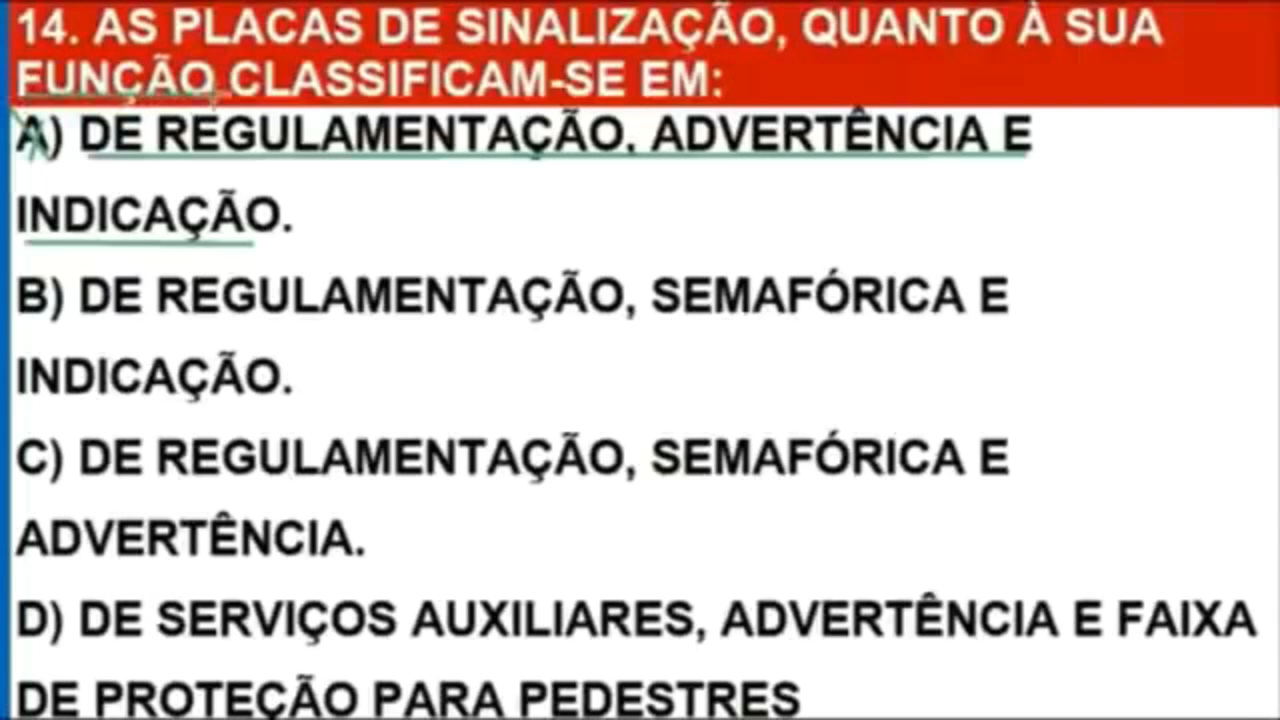 14. AS PLACAS DE SINALIZAÇÃO, QUANTO À SUA
FUNÇÃO CLASSIFICAM-SE EM:
A) DE REGULAMENTAÇÃO, ADVERTÊNCIA E
INDICAÇÃO.
B) DE REGULAMENTAÇÃO, SEMAFÓRICA E
INDICAÇÃO.
C) DE REGULAMENTAÇÃO, SEMAFÓRICA E
ADVERTÊNCIA.
D) DE SERVIÇOS AUXILIARES, ADVERTÊNCIA E FAIXA
DE PROTEÇÃO PARA PEDESTRES